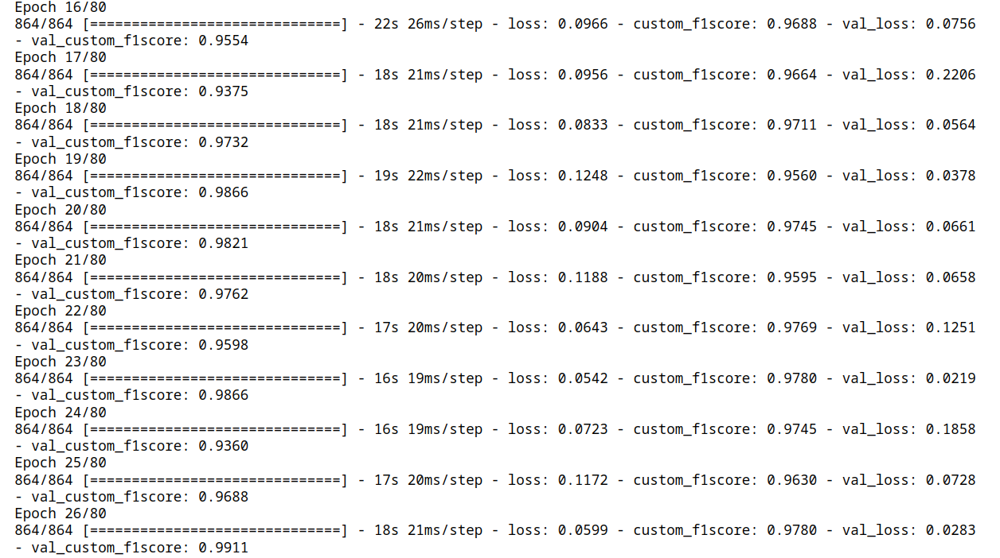 Epoch 16/80
864/864 [==============================] - 22s 26ms/step - loss: 0.0966 - custom_f1score: 0.9688 - val_loss: 0.0756
- val_custom_f1score: 0.9554
Epoch 17/80
864/864 [==============================] - 18s 21ms/step - loss: 0.0956 - custom_f1score: 0.9664 - val_loss: 0.2206
- val_custom_f1score: 0.9375
Epoch 18/80
864/864 [==============================] - 18s 21ms/step - loss: 0.0833 - custom_f1score: 0.9711 - val_loss: 0.0564
- val_custom_f1score: 0.9732
Epoch 19/80
864/864 [==============================] - 19s 22ms/step - loss: 0.1248 - custom_f1score: 0.9560 - val_loss: 0.0378
- val_custom_f1score: 0.9866
Epoch 20/80
864/864 [==============================] - 18s 21ms/step - loss: 0.0904 - custom_f1score: 0.9745 - val_loss: 0.0661
- val_custom_f1score: 0.9821
Epoch 21/80
864/864 [==============================] - 18s 20ms/step - loss: 0.1188 - custom_f1score: 0.9595 - val_loss: 0.0658
- val_custom_f1score: 0.9762
Epoch 22/80
864/864 [==============================] - 17s 20ms/step - loss: 0.0643 - custom_f1score: 0.9769 - val_loss: 0.1251
- val_custom_f1score: 0.9598
Epoch 23/80
864/864 [==============================] - 16s 19ms/step - loss: 0.0542 - custom_f1score: 0.9780 - val_loss: 0.0219
- val_custom_f1score: 0.9866
Epoch 24/80
864/864 [==============================] - 16s 19ms/step - loss: 0.0723 - custom_f1score: 0.9745 - val_loss: 0.1858
- val_custom_f1score: 0.9360
Epoch 25/80
864/864 [==============================] - 17s 20ms/step - loss: 0.1172 - custom_f1score: 0.9630 - val_loss: 0.0728
- val_custom_f1score: 0.9688
Epoch 26/80
864/864 [==============================] - 18s 21ms/step - loss: 0.0599 - custom_f1score: 0.9780 - val_loss: 0.0283
- val_custom_f1score: 0.9911